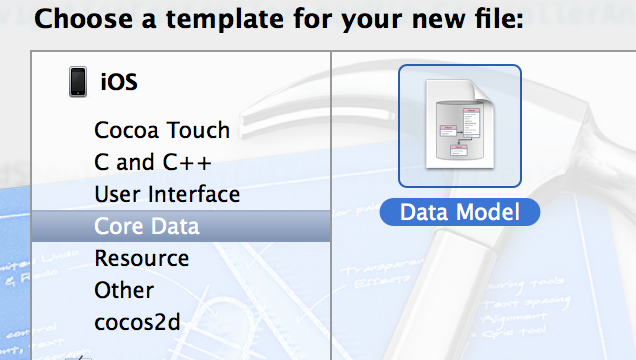 Choose a template for your new file:
iOS
Cocoa Touch
C and C++
User Interface
Core Data
Resource
Other
cocos2d
Data Model